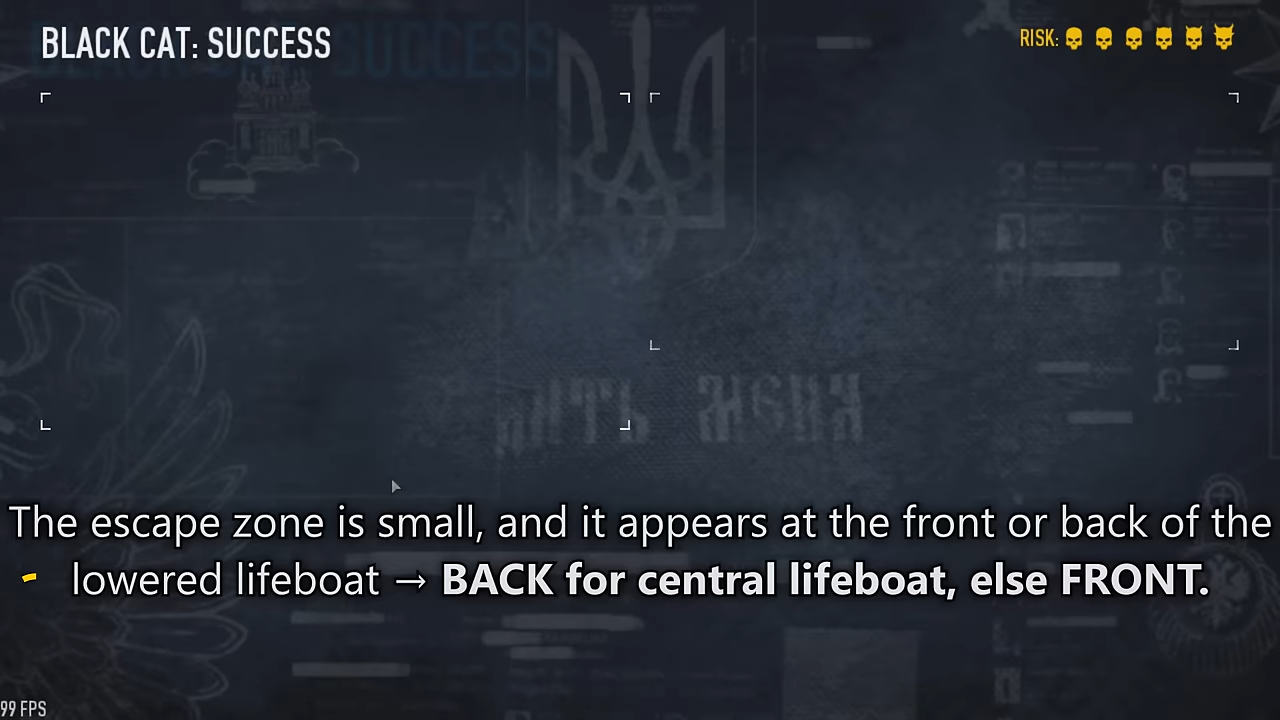 BLACK CAT: SUCCESS
RISK:
The escape zone is small, and it appears at the front or back of the
lowered lifeboat → BACK for central lifeboat, else FRONT.
99 FPS